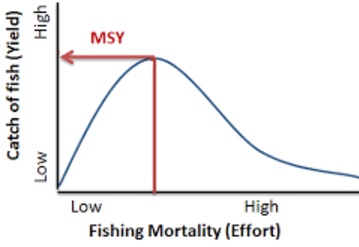 High
MSY
Catch of fish (Yield)
Low
Low
High
Fishing Mortality (Effort)